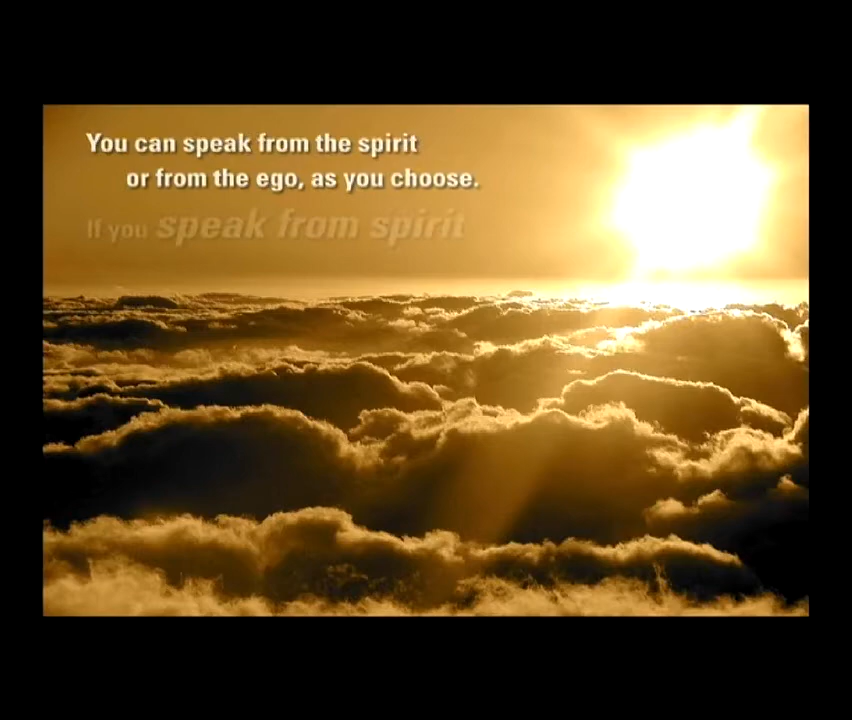 You can speak from the spirit
or from the ego, as you choose.
If you speak from spirit